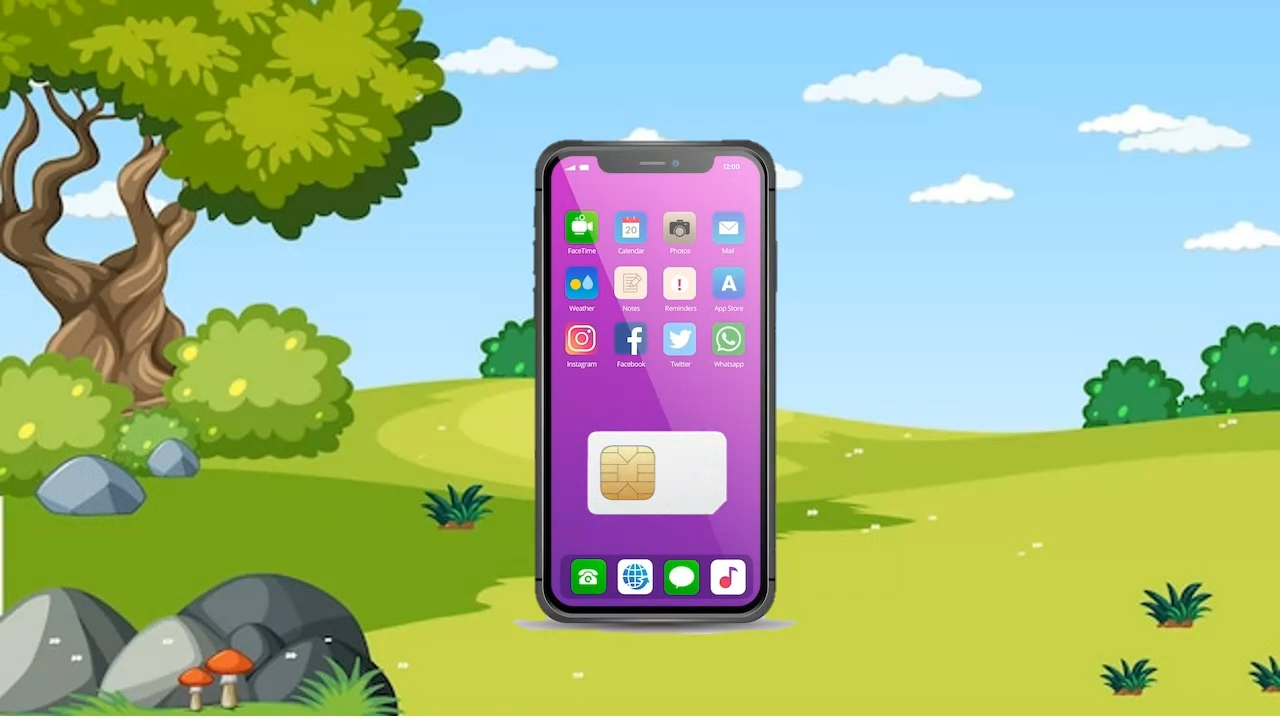 12:00
20
FaceTime Calendar Photos Mail
A
Weather Notes Reminders App Store
Instagram Facebook Twitter Whatsapp